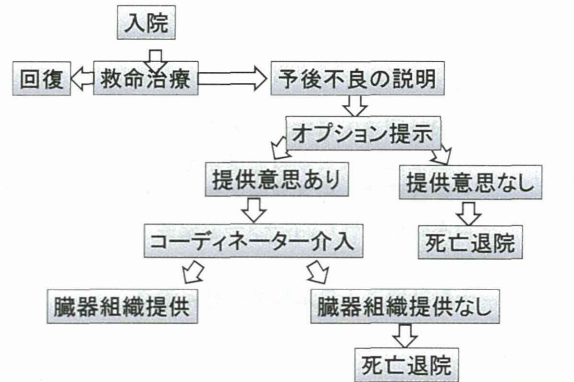 入院
回復
救命治療
予後不良の説明
オプション提示
提供意思あり
提供意思なし
コーディネーター介入
死亡退院
臓器組織提供
臓器組織提供なし
死亡退院